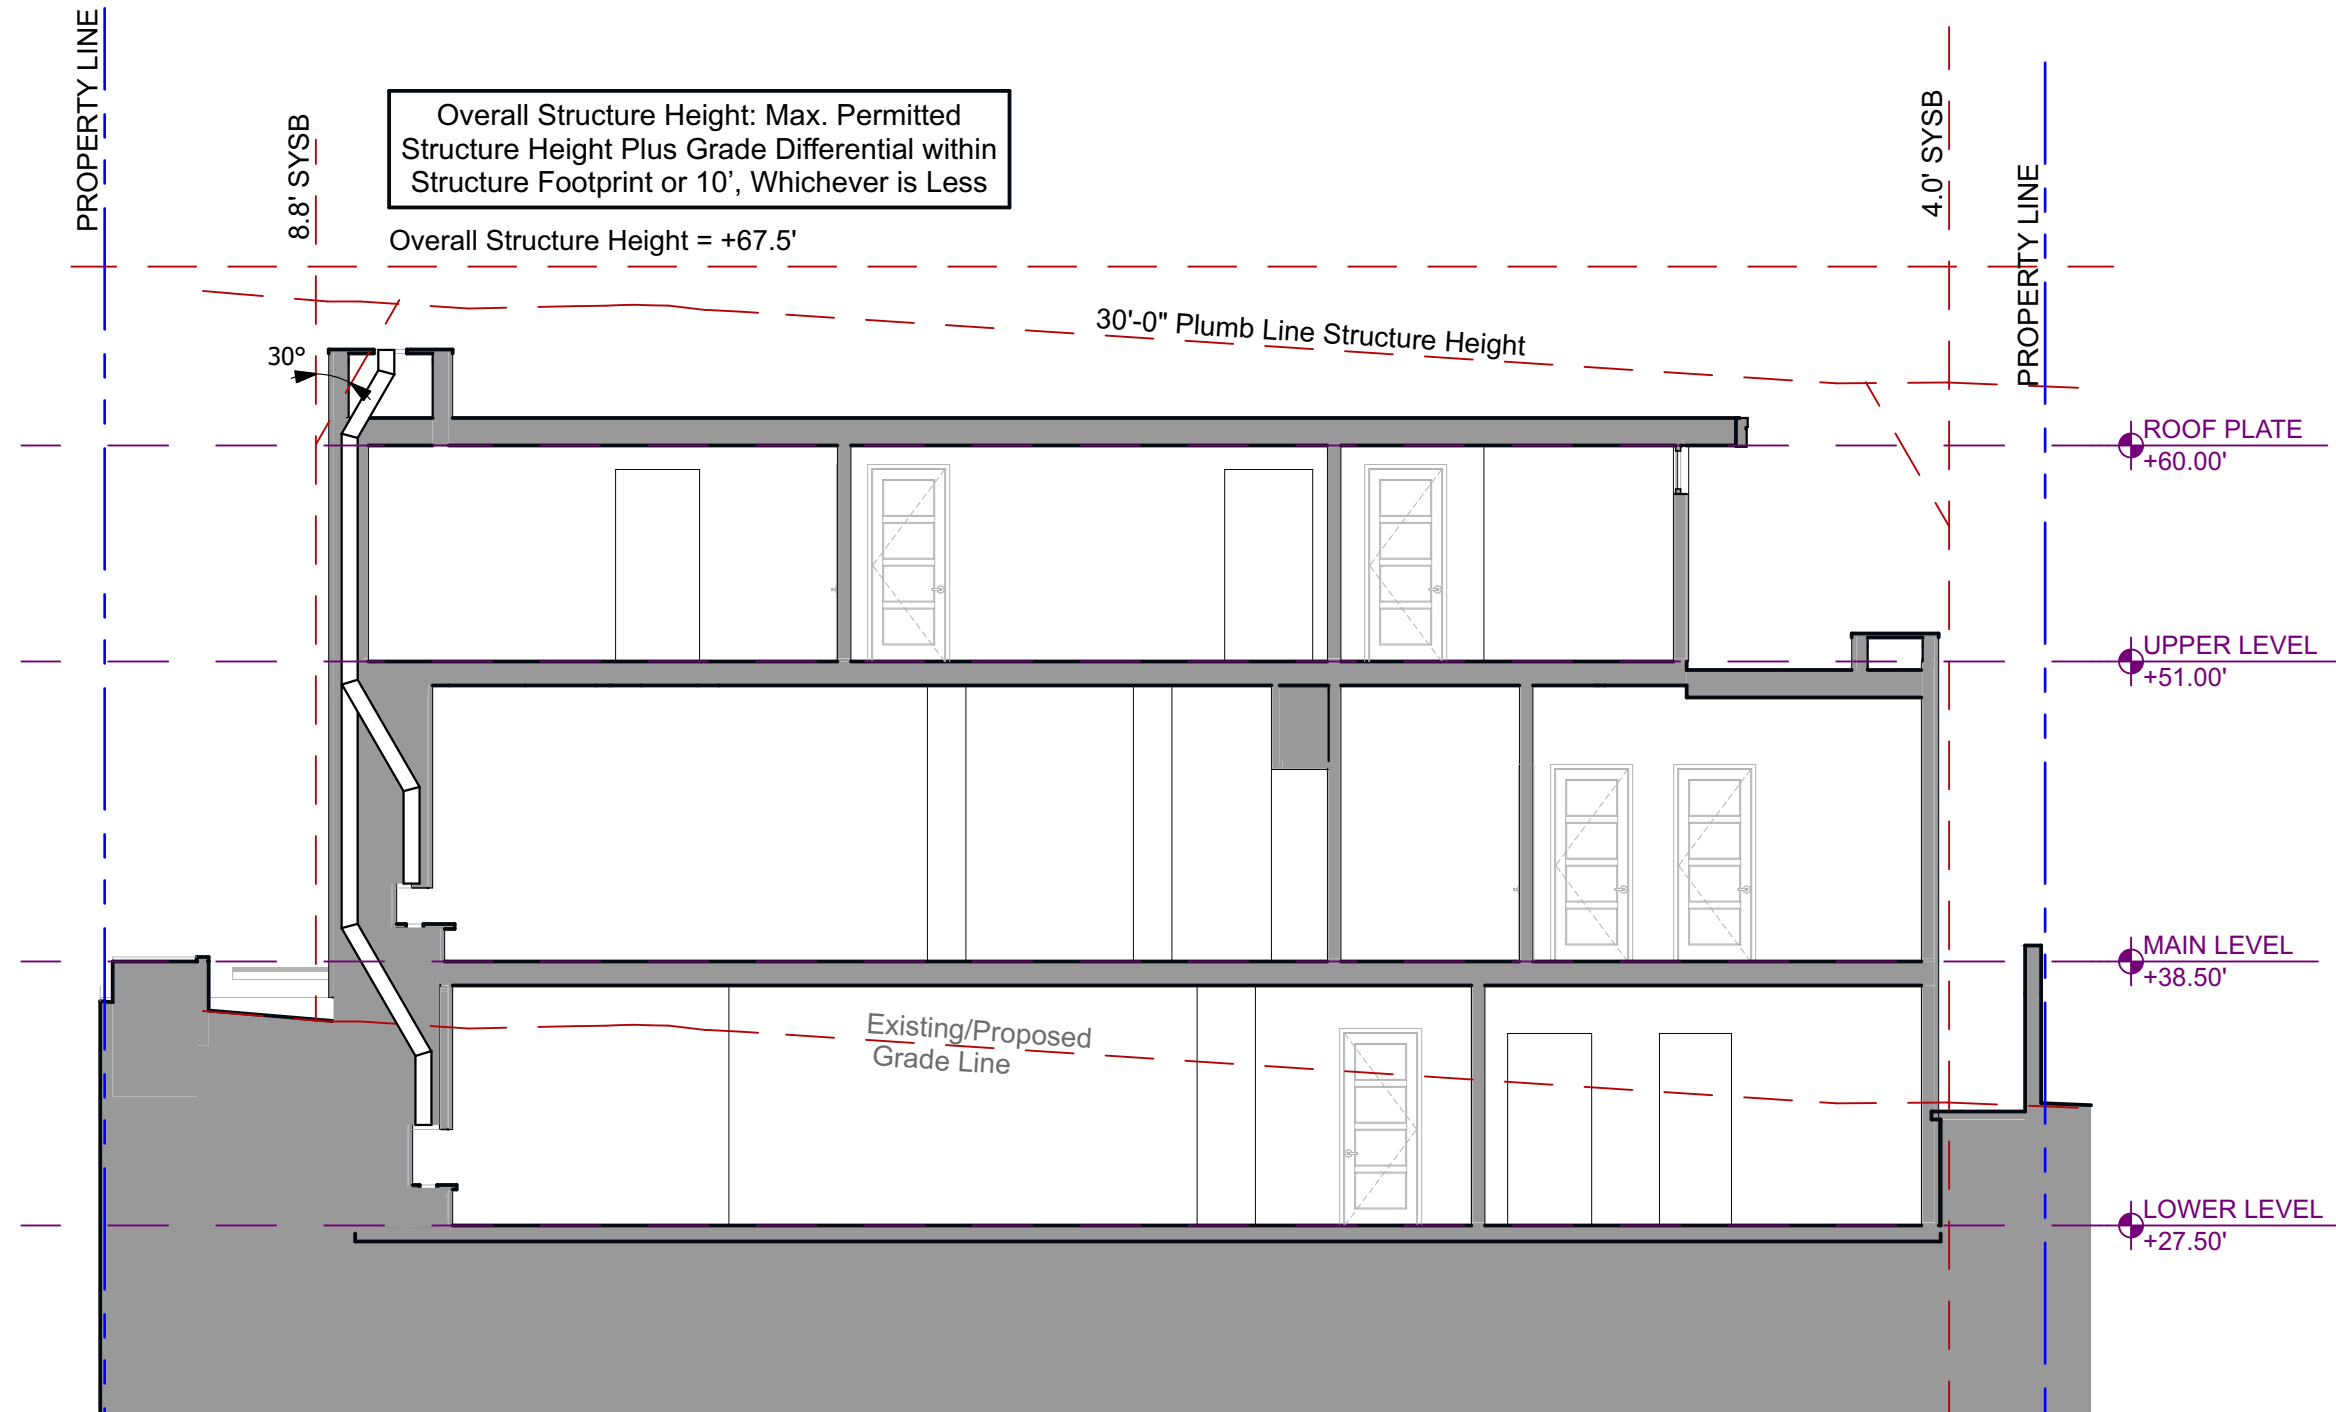 PROPERTY LINE
8.8' SYSB
Overall Structure Height: Max. Permitted
Structure Height Plus Grade Differential within
Structure Footprint or 10’, Whichever is Less
Overall Structure Height = +67.5'
4.0' SYSB
PROPERTY LINE
30'-0" Plumb Line Structure Height
30°
ROOF PLATE
+60.00'
UPPER LEVEL
+51.00'
MAIN LEVEL
+38.50'
Existing/Proposed
Grade Line
LOWER LEVEL
+27.50'